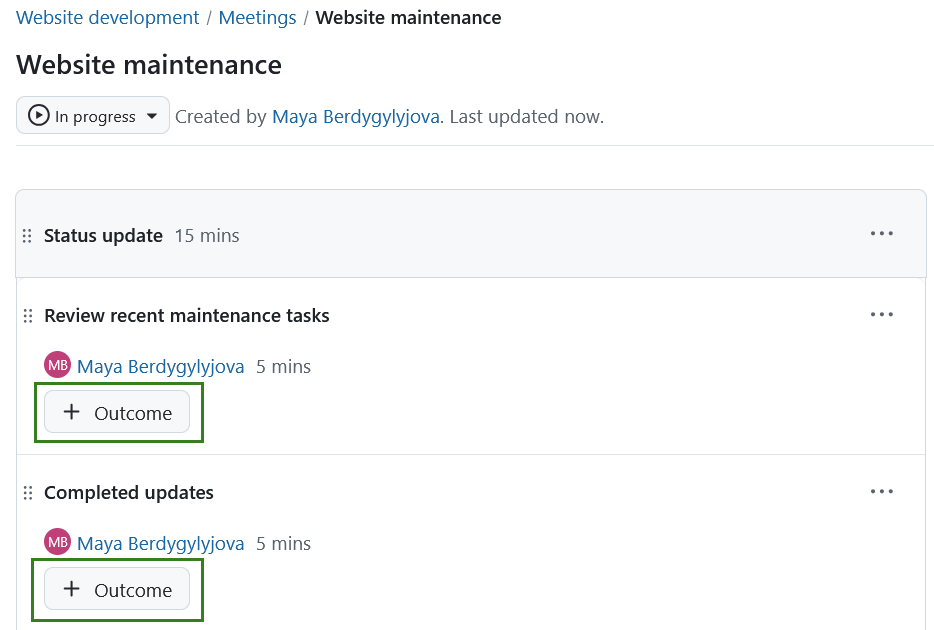 Website development / Meetings / Website maintenance
Website maintenance
In progress Created by Maya Berdygylyjova. Last updated now.
Status update 15 mins
Review recent maintenance tasks
MB Maya Berdygylyjova 5 mins
+ Outcome
Completed updates
MB Maya Berdygylyjova 5 mins
+ Outcome